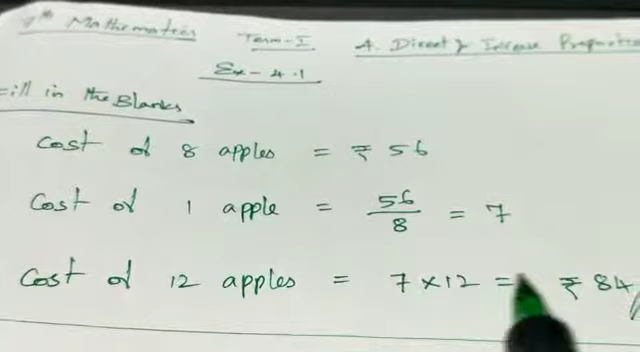 7th Mathematics Term-I 4. Direct & Inverse Proportion
Ex-4.1
Fill in the Blanks
Cost of 8 apples = ₹ 56
Cost of 1 apple = 56/8 = 7
Cost of 12 apples = 7 × 12 = ₹ 84